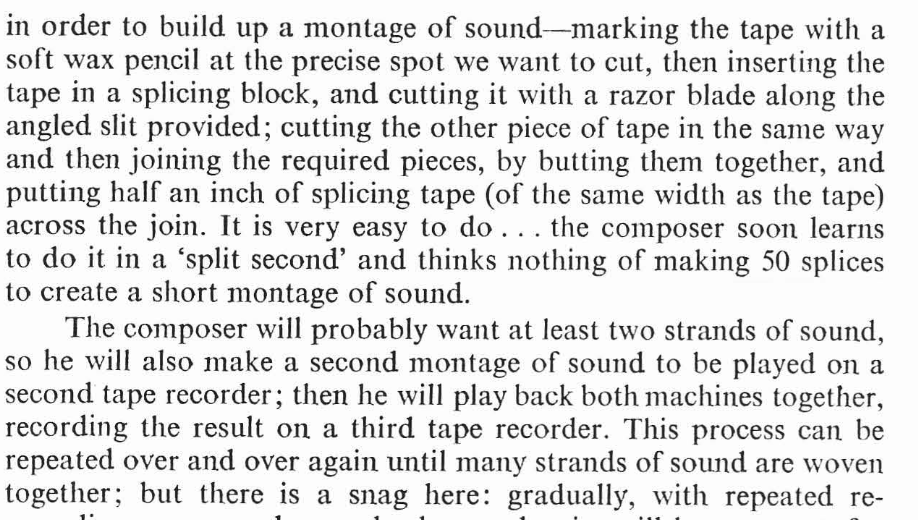 in order to build up a montage of sound—marking the tape with a
soft wax pencil at the precise spot we want to cut, then inserting the
tape in a splicing block, and cutting it with a razor blade along the
angled slit provided; cutting the other piece of tape in the same way
and then joining the required pieces, by butting them together, and
putting half an inch of splicing tape (of the same width as the tape)
across the join. It is very easy to do . . . the composer soon learns
to do it in a ‘split second’ and thinks nothing of making 50 splices
to create a short montage of sound.
The composer will probably want at least two strands of sound,
so he will also make a second montage of sound to be played on a
second tape recorder; then he will play back both machines together,
recording the result on a third tape recorder. This process can be
repeated over and over again until many strands of sound are woven
together; but there is a snag here: gradually, with repeated re-